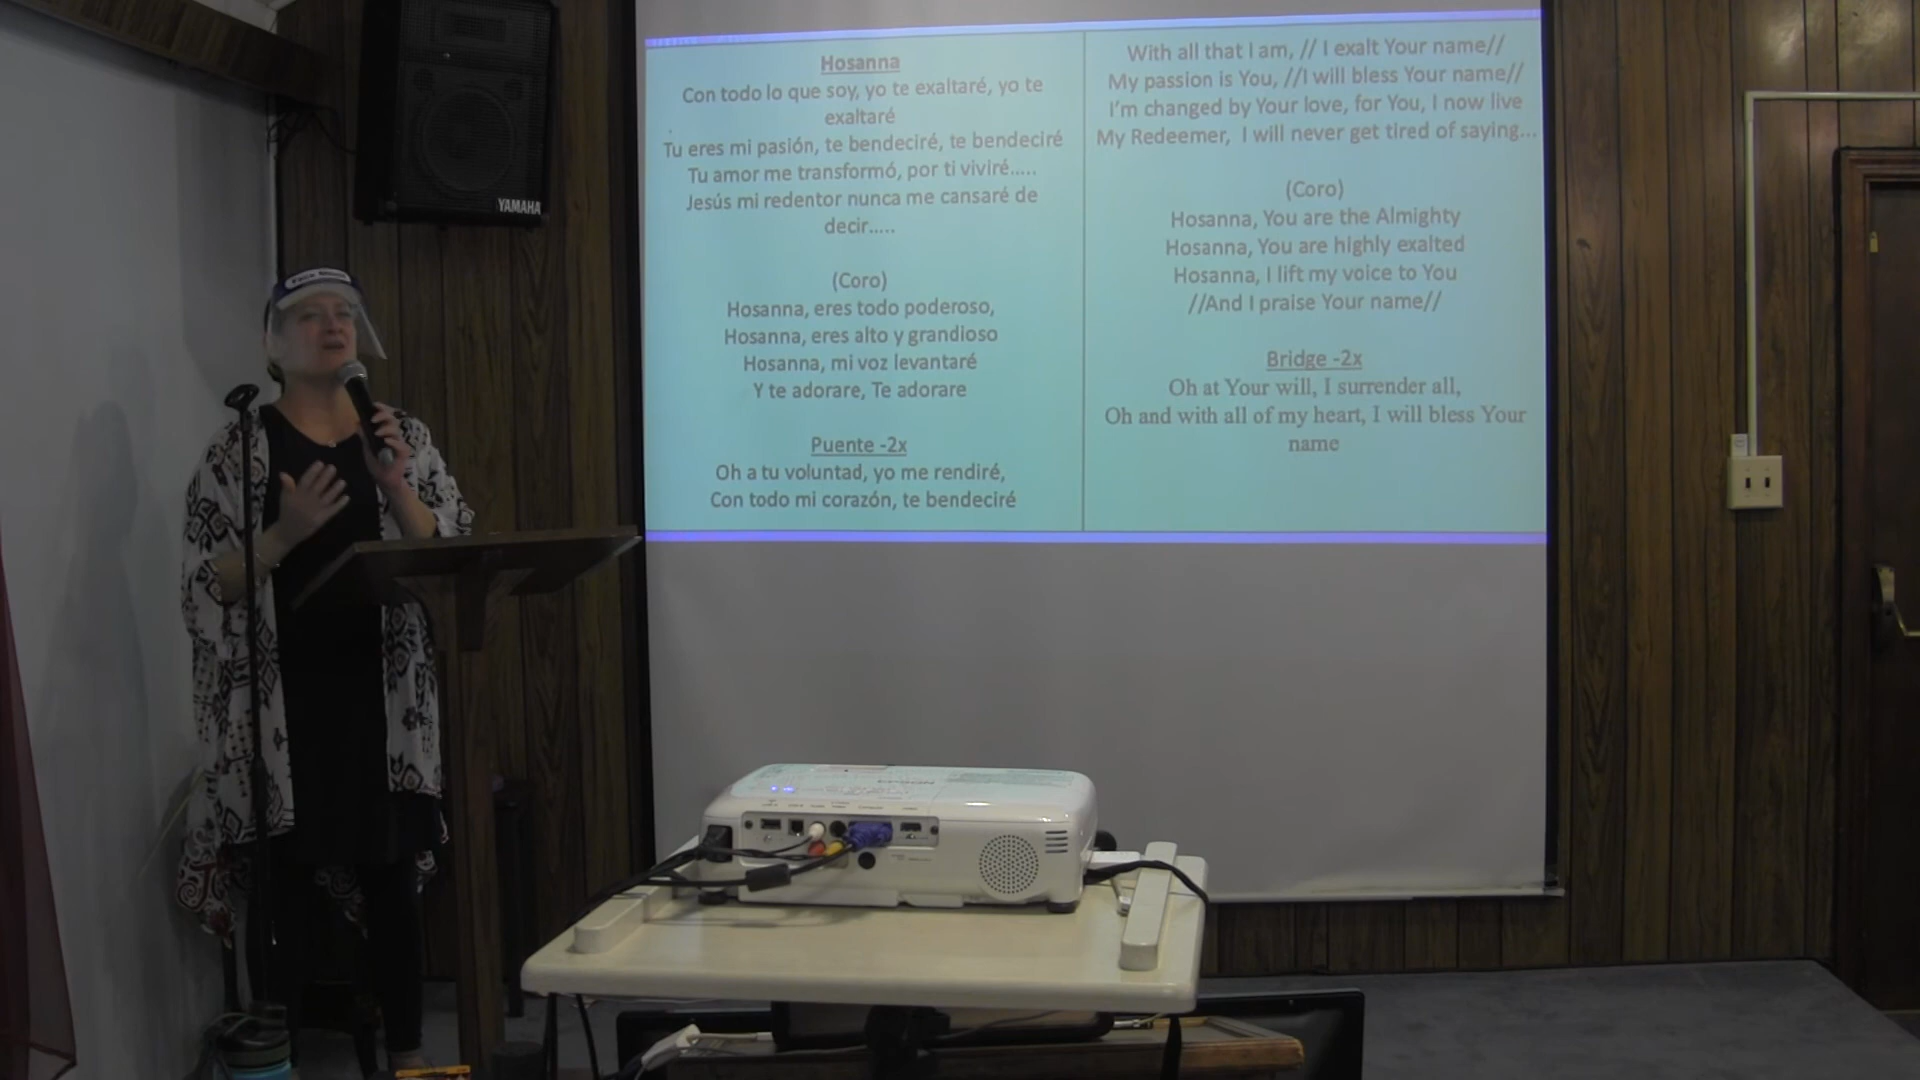 YAMAHA
Hosanna
Con todo lo que soy, yo te exaltaré, yo te
exaltaré
Tu eres mi pasión, te bendeciré, te bendeciré
Tu amor me transformó, por ti viviré.....
Jesús mi redentor nunca me cansaré de
decir.....
(Coro)
Hosanna, eres todo poderoso,
Hosanna, eres alto y grandioso
Hosanna, mi voz levantaré
Y te adorare, Te adorare
Puente -2x
Oh a tu voluntad, yo me rendiré,
Con todo mi corazón, te bendeciré
With all that I am, // I exalt Your name//
My passion is You, //I will bless Your name//
I'm changed by Your love, for You, I now live
My Redeemer, I will never get tired of saying...
(Coro)
Hosanna, You are the Almighty
Hosanna, You are highly exalted
Hosanna, I lift my voice to You
//And I praise Your name//
Bridge -2x
Oh at Your will, I surrender all,
Oh and with all of my heart, I will bless Your
name